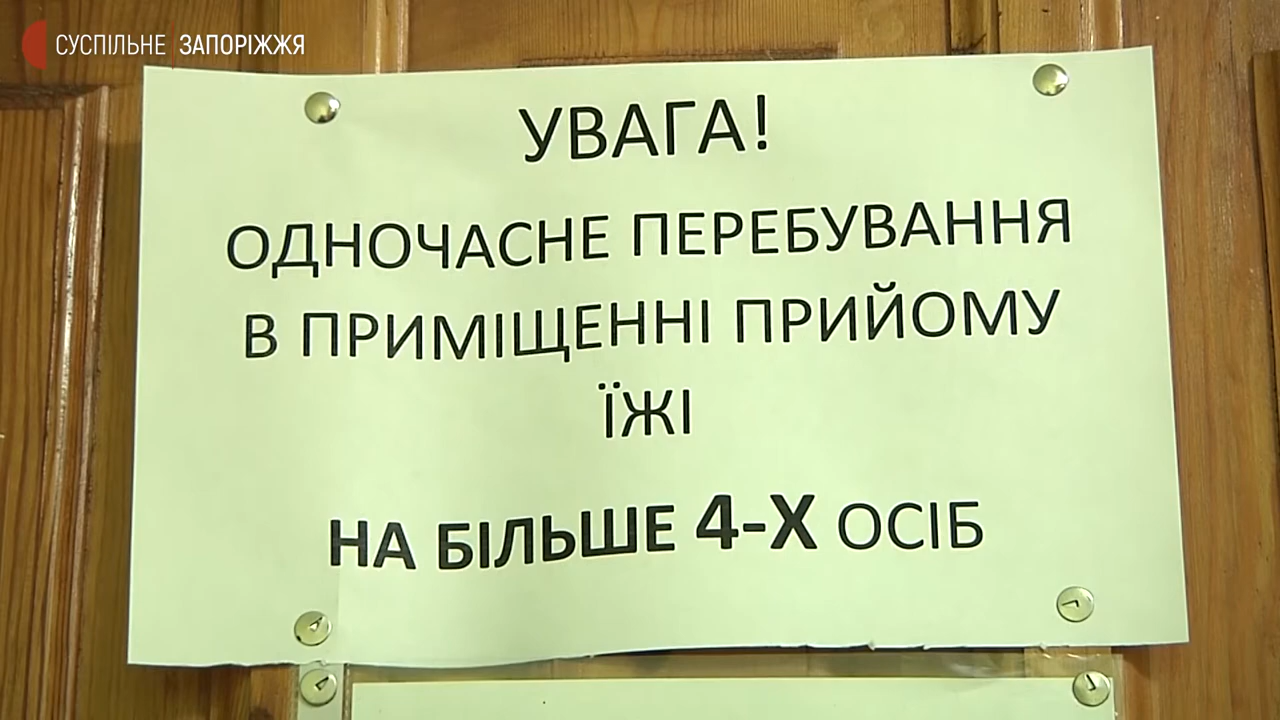 СУСПІЛЬНЕ ЗАПОРІЖЖЯ
УВАГА!
ОДНОЧАСНЕ ПЕРЕБУВАННЯ
В ПРИМІЩЕННІ ПРИЙОМУ
ЇЖІ
НА БІЛЬШЕ 4-Х ОСІБ